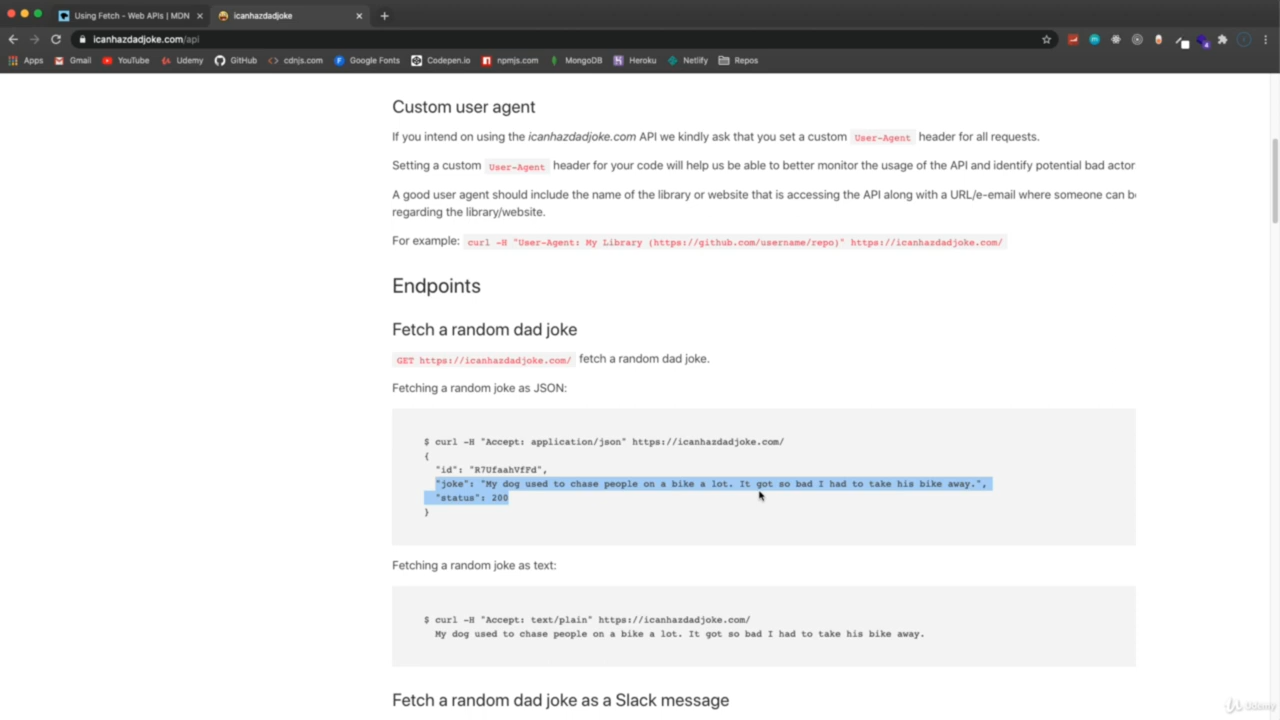 Using Fetch - Web APIs | MDN
icanhazdadjoke
icanhazdadjoke.com/api
Apps Gmail YouTube Udemy GitHub cdnjs.com Google Fonts Codepen.io npmjs.com MongoDB Heroku Netlify Repos
Custom user agent
If you intend on using the icanhazdadjoke.com API we kindly ask that you set a custom User-Agent header for all requests.
Setting a custom User-Agent header for your code will help us be able to better monitor the usage of the API and identify potential bad actor
A good user agent should include the name of the library or website that is accessing the API along with a URL/e-email where someone can be
regarding the library/website.
For example: curl -H "User-Agent: My Library (https://github.com/username/repo)" https://icanhazdadjoke.com/
Endpoints
Fetch a random dad joke
GET https://icanhazdadjoke.com/ fetch a random dad joke.
Fetching a random joke as JSON:
$ curl -H "Accept: application/json" https://icanhazdadjoke.com/
{
"id": "R7UfaahVfFd",
"joke": "My dog used to chase people on a bike a lot. It got so bad I had to take his bike away.",
"status": 200
}
Fetching a random joke as text:
$ curl -H "Accept: text/plain" https://icanhazdadjoke.com/
My dog used to chase people on a bike a lot. It got so bad I had to take his bike away.
Fetch a random dad joke as a Slack message
Udemy